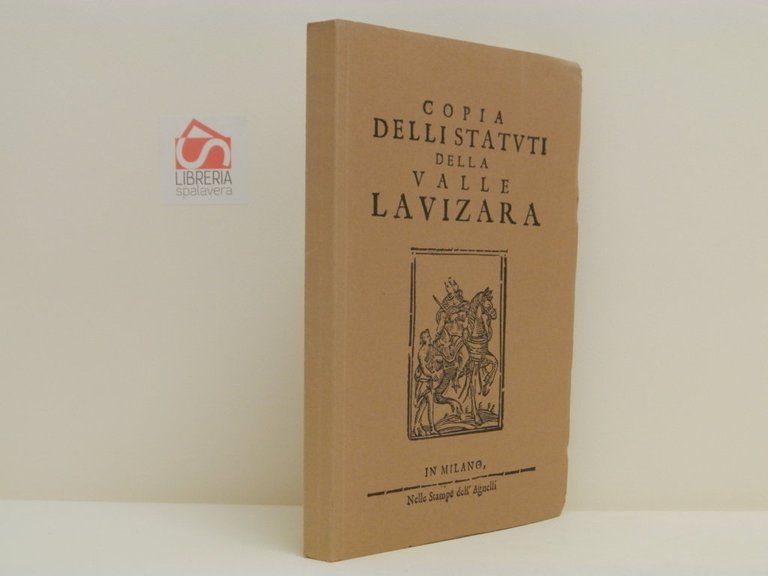 LIBRERIA
spalavera
COPIA
DELLI STATVTI
DELLA
VALLE
LAVIZARA
IN MILANO,
Nelle Stampe dell' Agnelli